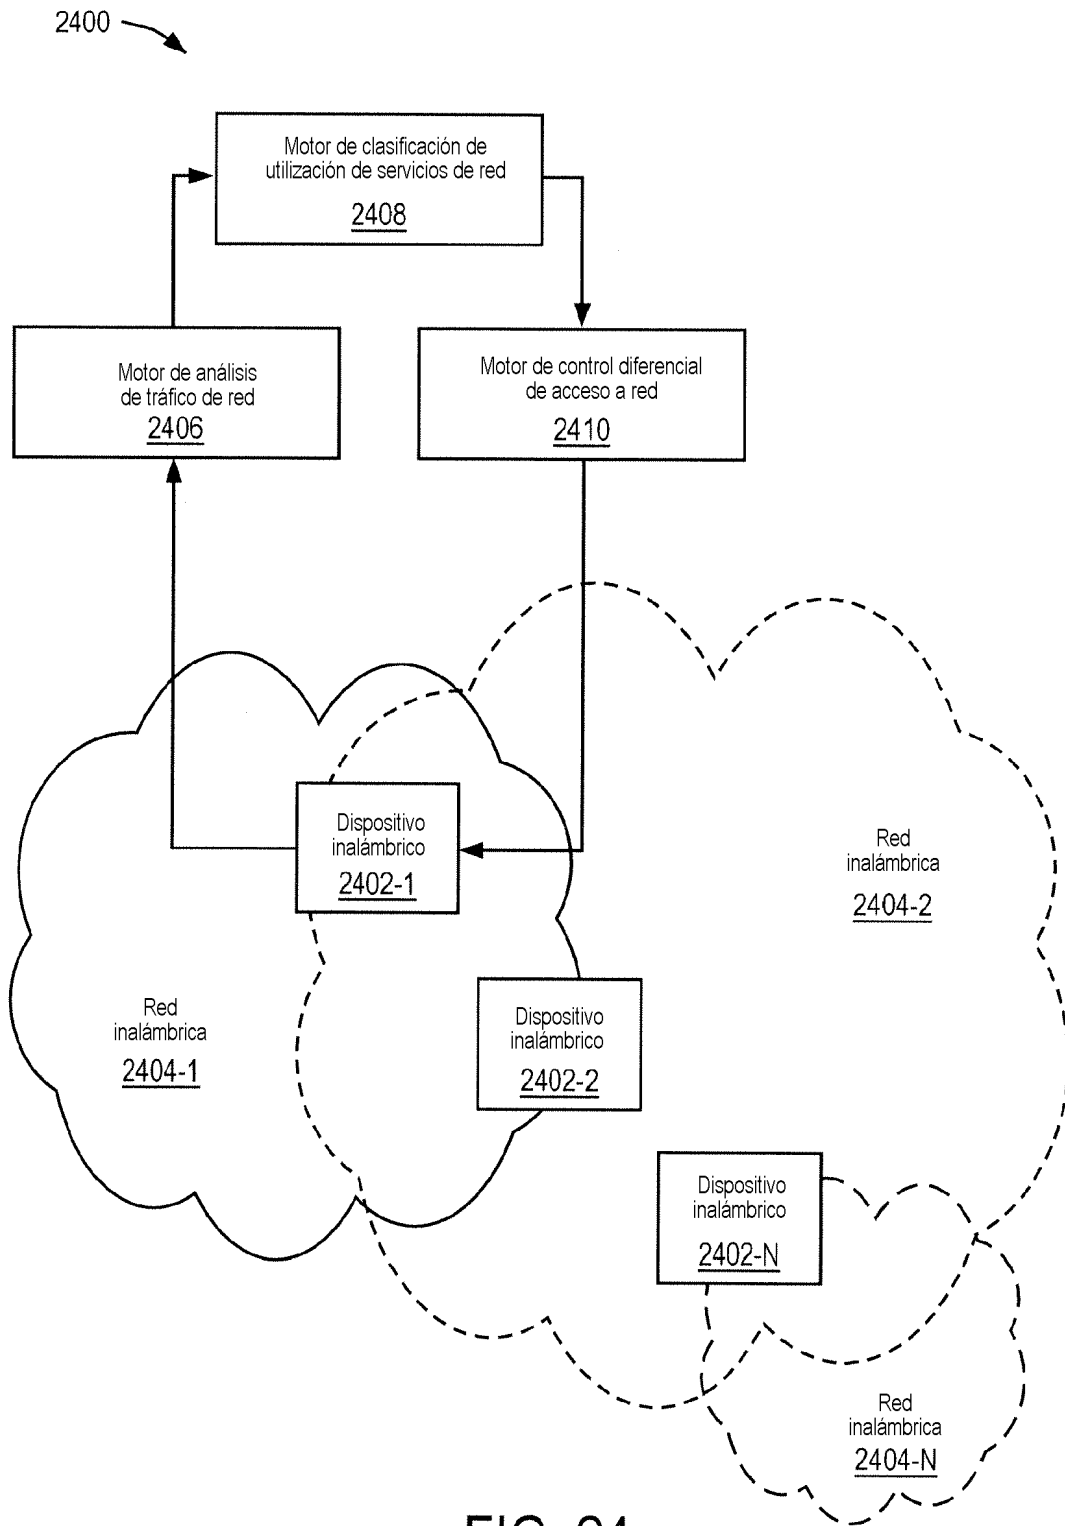 2400
Motor de clasificación de
utilización de servicios de red
2408
Motor de análisis
de tráfico de red
2406
Motor de control diferencial
de acceso a red
2410
Dispositivo
inalámbrico
2402-1
Red
inalámbrica
2404-2
Red
inalámbrica
2404-1
Dispositivo
inalámbrico
2402-2
Dispositivo
inalámbrico
2402-N
Red
inalámbrica
2404-N
FIG. 24